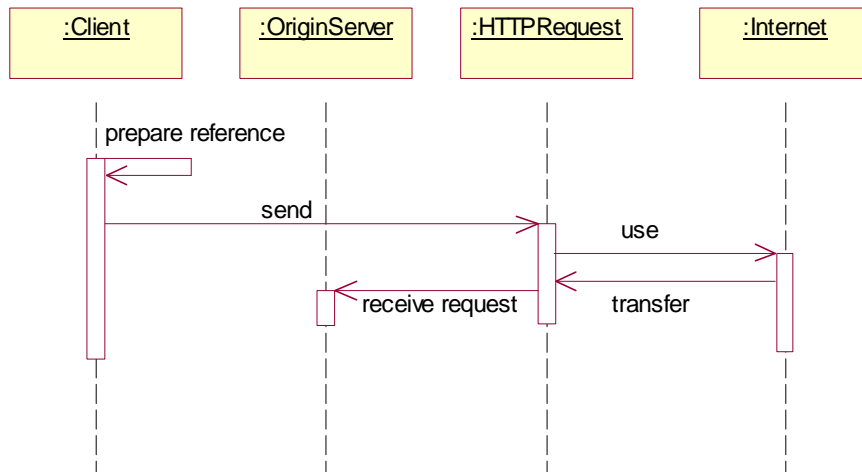 :Client
:OriginServer
:HTTPRequest
:Internet
prepare reference
send
use
receive request
transfer